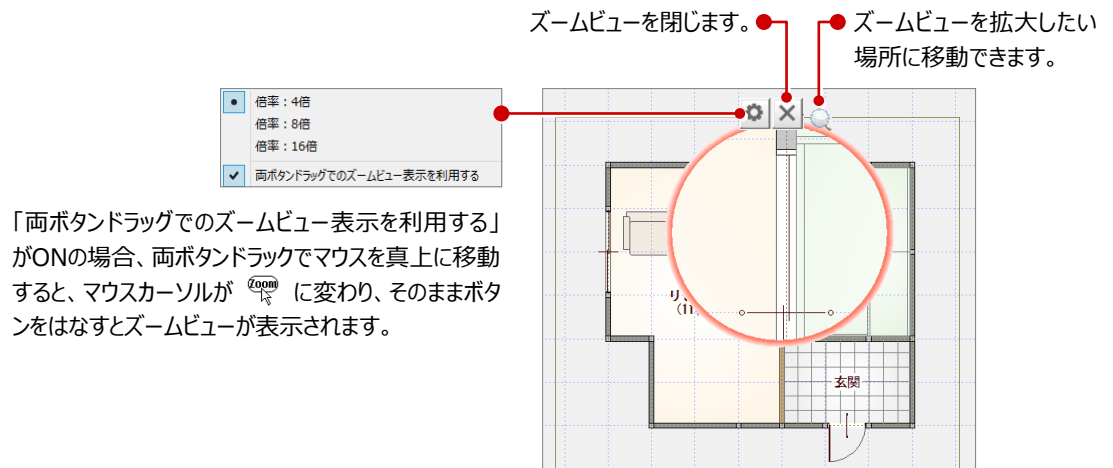 ズームビューを閉じます。
ズームビューを拡大したい
場所に移動できます。
倍率：4倍
倍率：8倍
倍率：16倍
両ボタンドラッグでのズームビュー表示を利用する
「両ボタンドラッグでのズームビュー表示を利用する」
がONの場合、両ボタンドラックでマウスを真上に移動
すると、マウスカーソルが Zoom に変わり、そのままボタ
ンをはなすとズームビューが表示されます。
リ
(11
玄関